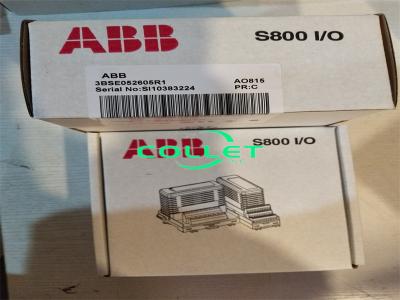 ABB
S800 I/O
ABB
3BSE052605R1
AO815
Serial No:SI10383224
PR:C
ABB
S800 I/O
COLLET